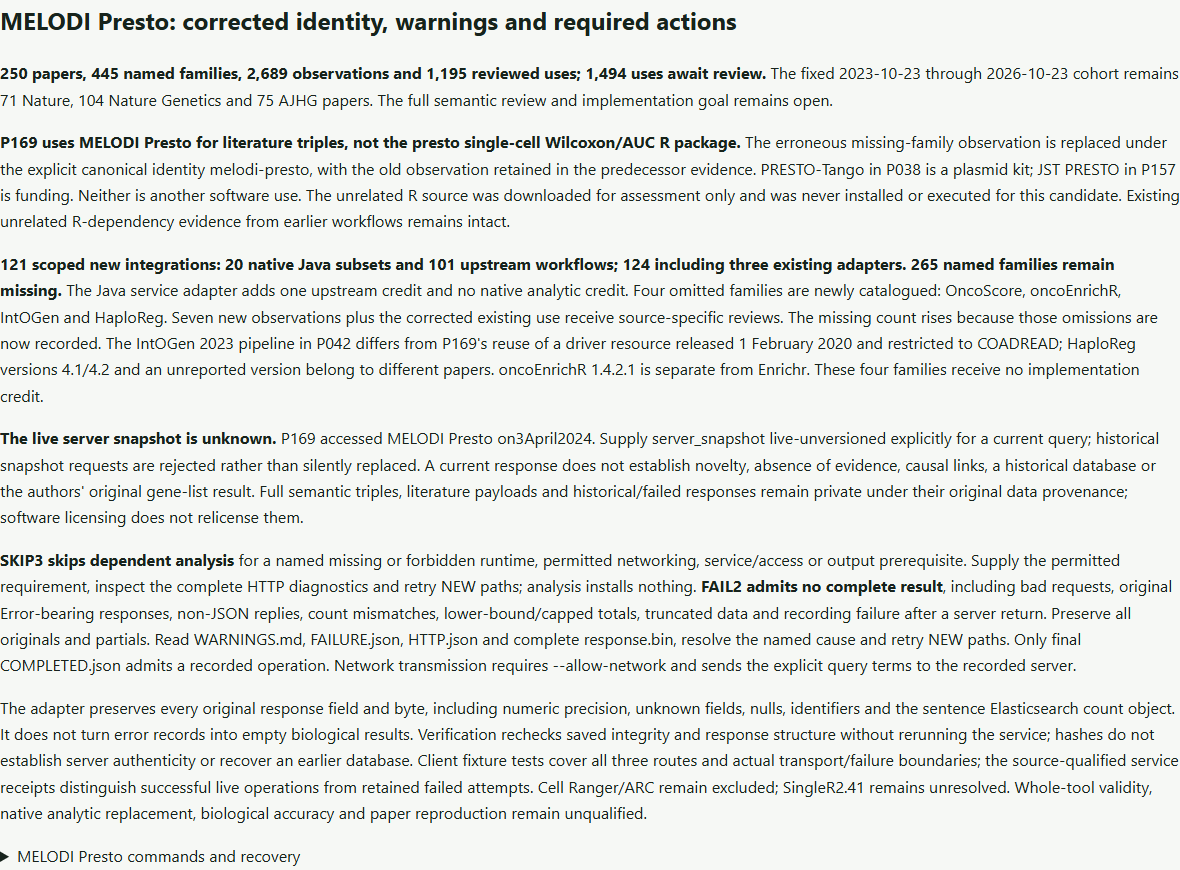 MELODI Presto: corrected identity, warnings and required actions
250 papers, 445 named families, 2,689 observations and 1,195 reviewed uses; 1,494 uses await review. The fixed 2023-10-23 through 2026-10-23 cohort remains
71 Nature, 104 Nature Genetics and 75 AJHG papers. The full semantic review and implementation goal remains open.
P169 uses MELODI Presto for literature triples, not the presto single-cell Wilcoxon/AUC R package. The erroneous missing-family observation is replaced under
the explicit canonical identity melodi-presto, with the old observation retained in the predecessor evidence. PRESTO-Tango in P038 is a plasmid kit; JST PRESTO in P157
is funding. Neither is another software use. The unrelated R source was downloaded for assessment only and was never installed or executed for this candidate. Existing
unrelated R-dependency evidence from earlier workflows remains intact.
121 scoped new integrations: 20 native Java subsets and 101 upstream workflows; 124 including three existing adapters. 265 named families remain
missing. The Java service adapter adds one upstream credit and no native analytic credit. Four omitted families are newly catalogued: OncoScore, oncoEnrichR,
IntOGen and HaploReg. Seven new observations plus the corrected existing use receive source-specific reviews. The missing count rises because those omissions are
now recorded. The IntOGen 2023 pipeline in P042 differs from P169's reuse of a driver resource released 1 February 2020 and restricted to COADREAD; HaploReg
versions 4.1/4.2 and an unreported version belong to different papers. oncoEnrichR 1.4.2.1 is separate from Enrichr. These four families receive no implementation
credit.
The live server snapshot is unknown. P169 accessed MELODI Presto on3April2024. Supply server_snapshot live-unversioned explicitly for a current query; historical
snapshot requests are rejected rather than silently replaced. A current response does not establish novelty, absence of evidence, causal links, a historical database or
the authors' original gene-list result. Full semantic triples, literature payloads and historical/failed responses remain private under their original data provenance;
software licensing does not relicense them.
SKIP3 skips dependent analysis for a named missing or forbidden runtime, permitted networking, service/access or output prerequisite. Supply the permitted
requirement, inspect the complete HTTP diagnostics and retry NEW paths; analysis installs nothing. FAIL2 admits no complete result, including bad requests, original
Error-bearing responses, non-JSON replies, count mismatches, lower-bound/capped totals, truncated data and recording failure after a server return. Preserve all
originals and partials. Read WARNINGS.md, FAILURE.json, HTTP.json and complete response.bin, resolve the named cause and retry NEW paths. Only final
COMPLETED.json admits a recorded operation. Network transmission requires --allow-network and sends the explicit query terms to the recorded server.
The adapter preserves every original response field and byte, including numeric precision, unknown fields, nulls, identifiers and the sentence Elasticsearch count object.
It does not turn error records into empty biological results. Verification rechecks saved integrity and response structure without rerunning the service; hashes do not
establish server authenticity or recover an earlier database. Client fixture tests cover all three routes and actual transport/failure boundaries; the source-qualified service
receipts distinguish successful live operations from retained failed attempts. Cell Ranger/ARC remain excluded; SingleR2.41 remains unresolved. Whole-tool validity,
native analytic replacement, biological accuracy and paper reproduction remain unqualified.
MELODI Presto commands and recovery